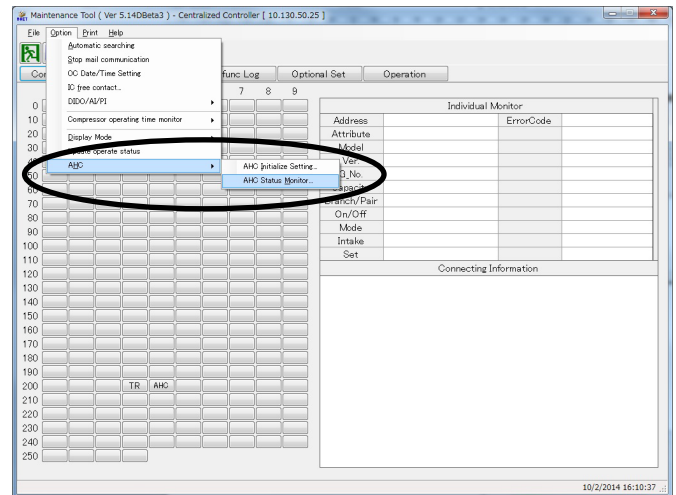 Maintenance Tool ( Ver 5.14DBeta3 ) - Centralized Controller [ 10.130.50.25 ]
File Option Print Help
Automatic searching
Stop mail communication
OC Date/Time Setting
IC free contact...
DIDO/AI/PI
Compressor operating time monitor
Display Mode
Update operate status
AHC
AHC Initialize Setting...
AHC Status Monitor...
func Log Optional Set Operation
7 8 9
0
10
20
30
40
50
60
70
80
90
100
110
120
130
140
150
160
170
180
190
200 TR AHC
210
220
230
240
250
Individual Monitor
Address ErrorCode
Attribute
Model
Ver.
G_No.
Capacity
Branch/Pair
On/Off
Mode
Intake
Set
Connecting Information
10/2/2014 16:10:37